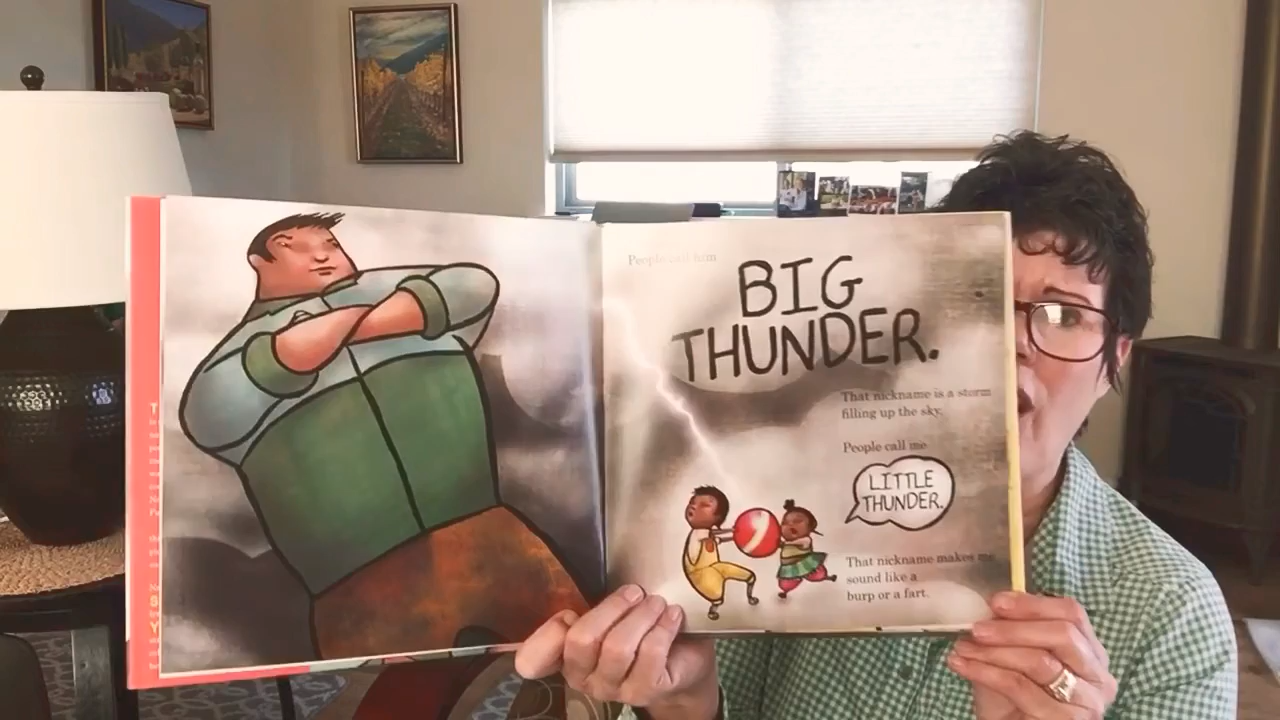 People call him
BIG
THUNDER.
That nickname is a storm
filling up the sky.
People call me
LITTLE
THUNDER.
That nickname makes me
sound like a
burp or a fart.